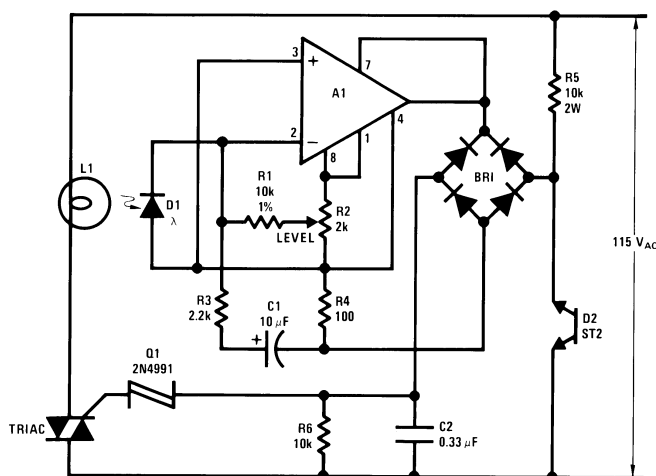 3
+
7
A1
R5
10k
2W
2
−
1
4
8
L1
R1
10k
1%
BRI
D1
λ
R2
2k
LEVEL
115 VAC
R3
2.2k
C1
+
10 μF
R4
100
D2
ST2
Q1
2N4991
TRIAC
R6
10k
C2
0.33 μF